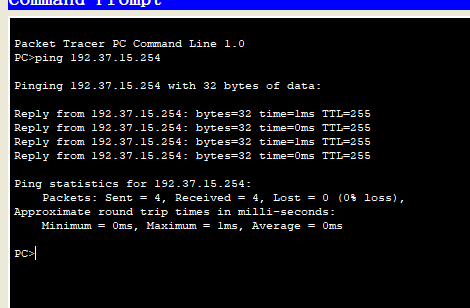 Command Prompt
Packet Tracer PC Command Line 1.0
PC>ping 192.37.15.254
Pinging 192.37.15.254 with 32 bytes of data:
Reply from 192.37.15.254: bytes=32 time=1ms TTL=255
Reply from 192.37.15.254: bytes=32 time=0ms TTL=255
Reply from 192.37.15.254: bytes=32 time=1ms TTL=255
Reply from 192.37.15.254: bytes=32 time=0ms TTL=255
Ping statistics for 192.37.15.254:
Packets: Sent = 4, Received = 4, Lost = 0 (0% loss),
Approximate round trip times in milli-seconds:
Minimum = 0ms, Maximum = 1ms, Average = 0ms
PC>